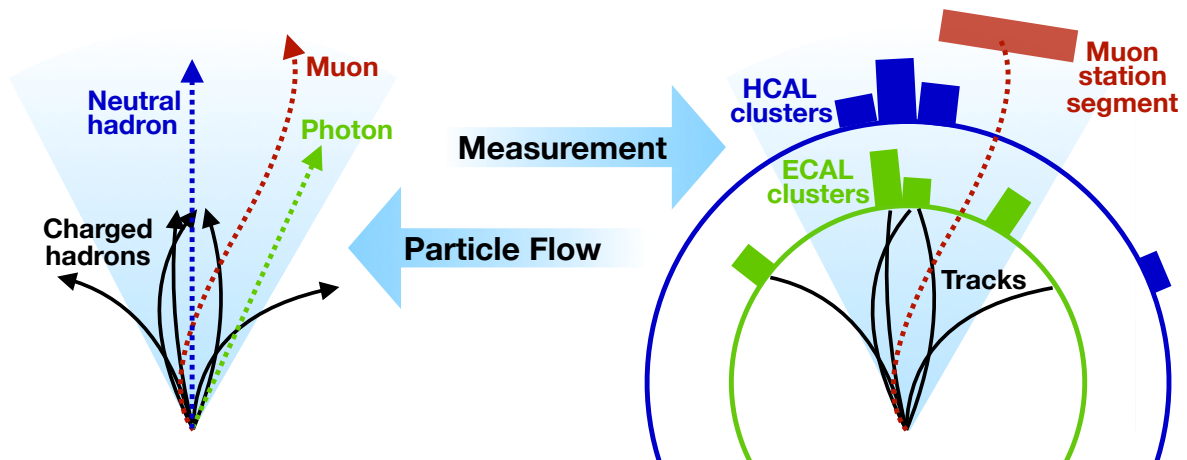 Neutral
hadron
Muon
Photon
Charged
hadrons
Measurement
Particle Flow
HCAL
clusters
ECAL
clusters
Muon
station
segment
Tracks